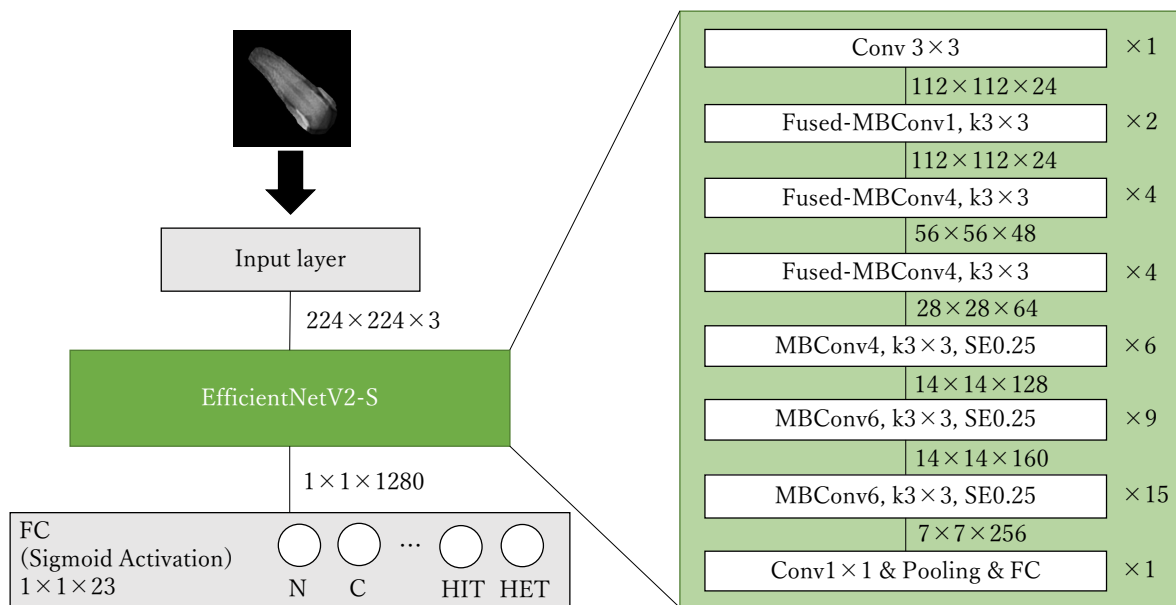 Input layer
224×224×3
EfficientNetV2-S
1×1×1280
FC
(Sigmoid Activation)
1×1×23
N C ... HIT HET
Conv 3×3 ×1
112×112×24
Fused-MBConv1, k3×3 ×2
112×112×24
Fused-MBConv4, k3×3 ×4
56×56×48
Fused-MBConv4, k3×3 ×4
28×28×64
MBConv4, k3×3, SE0.25 ×6
14×14×128
MBConv6, k3×3, SE0.25 ×9
14×14×160
MBConv6, k3×3, SE0.25 ×15
7×7×256
Conv1×1 & Pooling & FC ×1